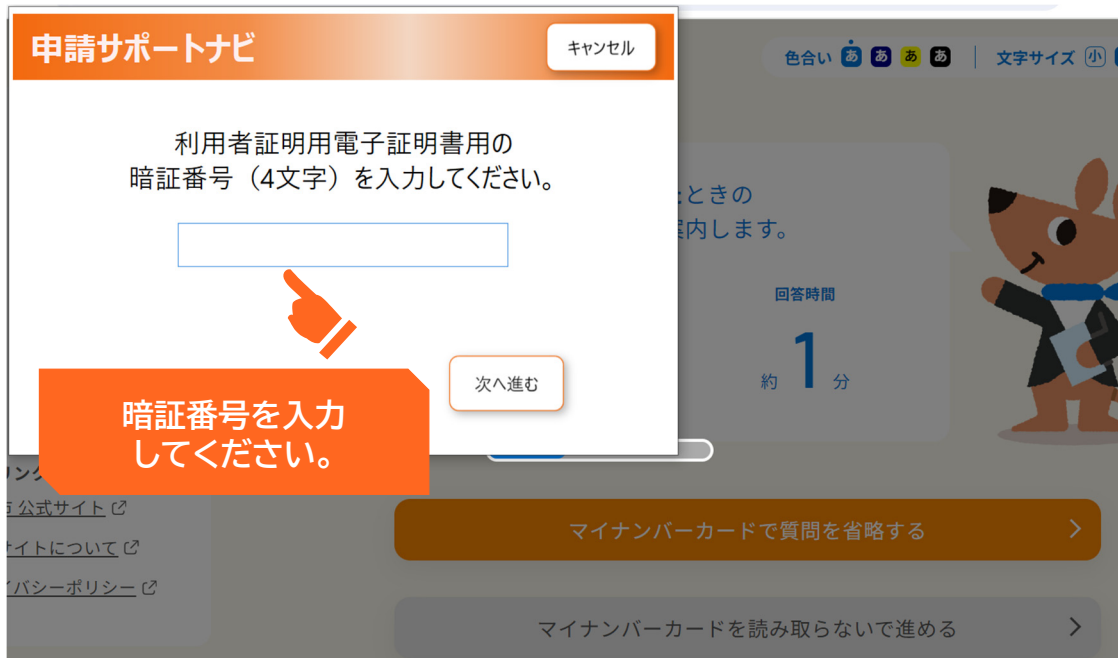 申請サポートナビ
キャンセル
利用者証明用電子証明書用の
暗証番号（4文字）を入力してください。
次へ進む
暗証番号を入力
してください。
色合い あ あ あ あ 文字サイズ 小
ときの
案内します。
回答時間
約 1 分
公式サイト
サイトについて
イバシーポリシー
マイナンバーカードで質問を省略する
マイナンバーカードを読み取らないで進める